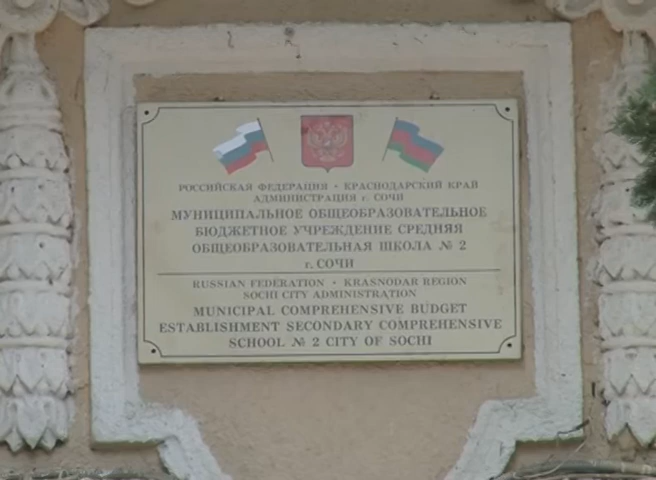 РОССИЙСКАЯ ФЕДЕРАЦИЯ • КРАСНОДАРСКИЙ КРАЙ
АДМИНИСТРАЦИЯ г. СОЧИ
МУНИЦИПАЛЬНОЕ ОБЩЕОБРАЗОВАТЕЛЬНОЕ
БЮДЖЕТНОЕ УЧРЕЖДЕНИЕ СРЕДНЯЯ
ОБЩЕОБРАЗОВАТЕЛЬНАЯ ШКОЛА № 2
г. СОЧИ
RUSSIAN FEDERATION • KRASNODAR REGION
SOCHI CITY ADMINISTRATION
MUNICIPAL COMPREHENSIVE BUDGET
ESTABLISHMENT SECONDARY COMPREHENSIVE
SCHOOL № 2 CITY OF SOCHI